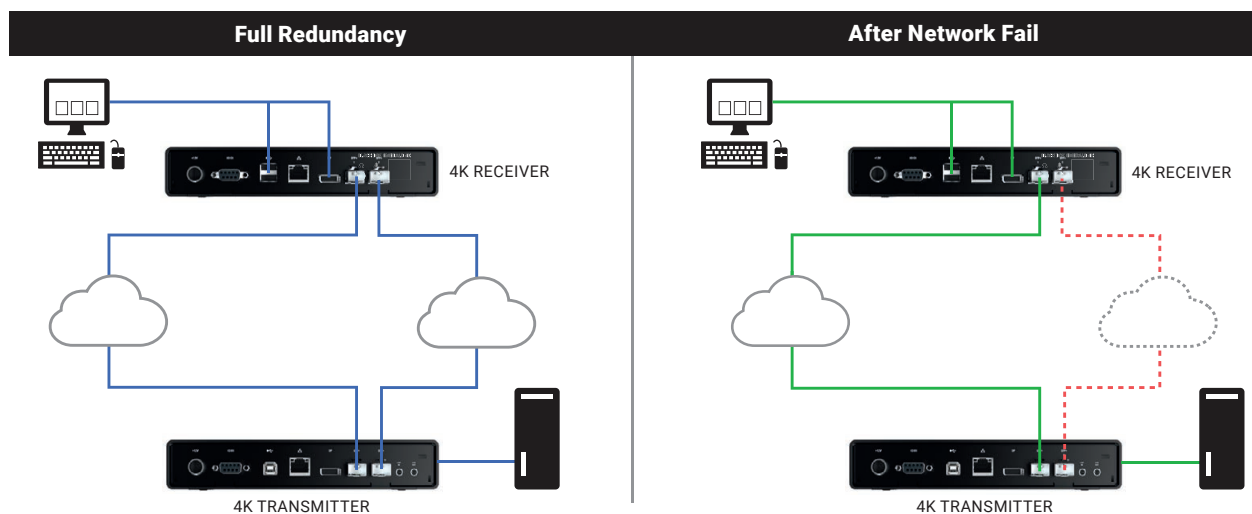 Full Redundancy
After Network Fail
4K RECEIVER
4K RECEIVER
4K TRANSMITTER
4K TRANSMITTER